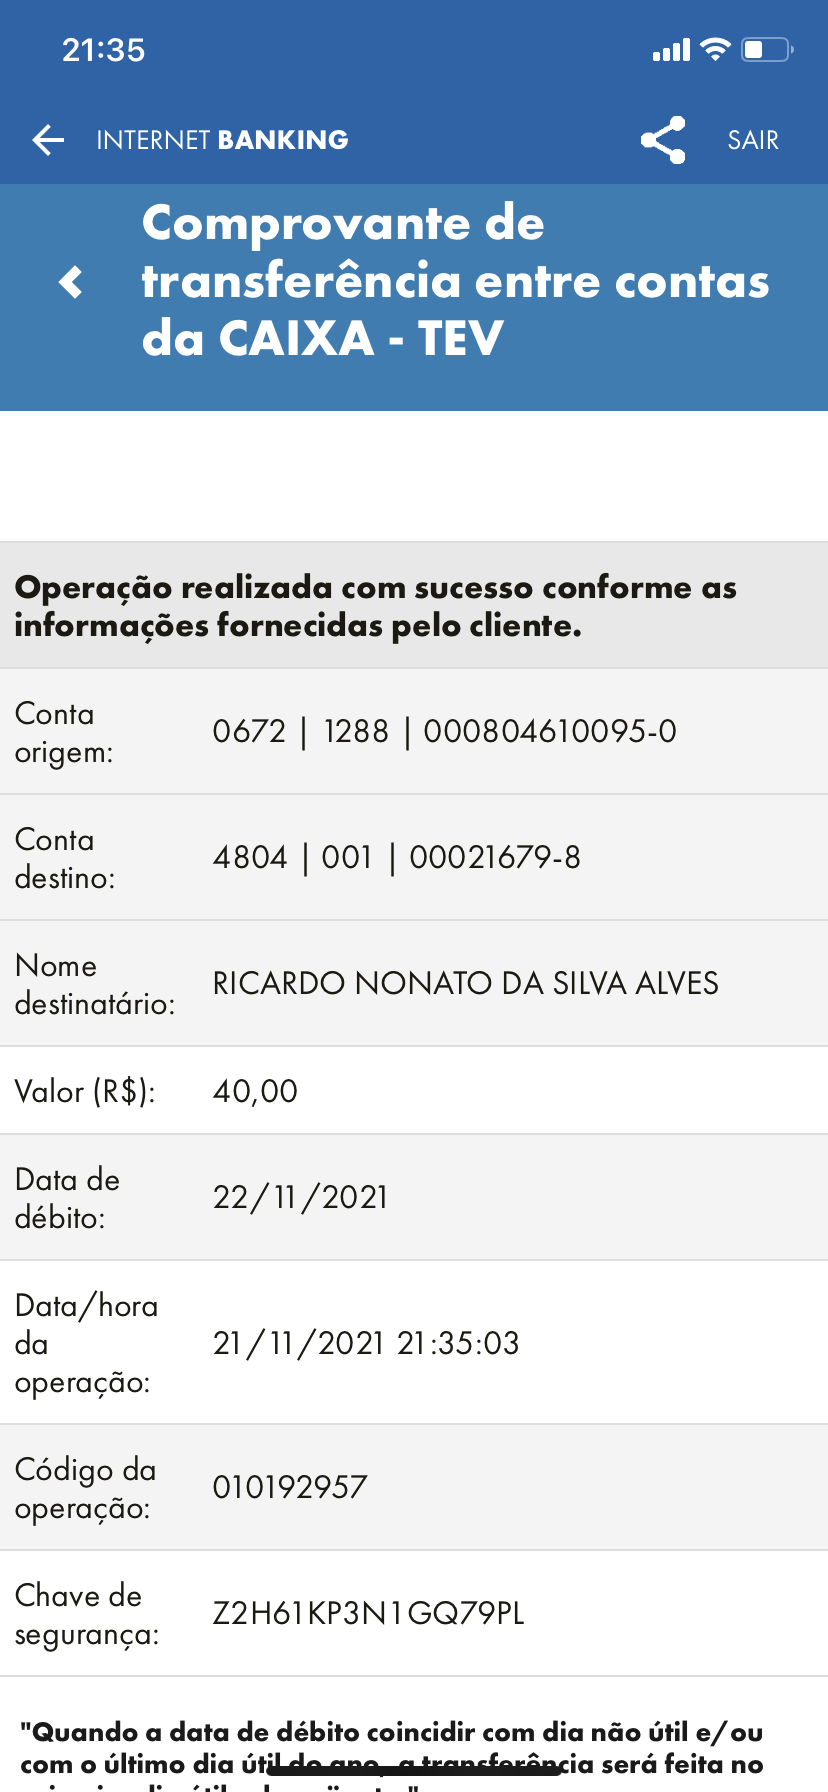 21:35
INTERNET BANKING
SAIR
Comprovante de
transferência entre contas
da CAIXA - TEV
Operação realizada com sucesso conforme as
informações fornecidas pelo cliente.
Conta
origem:
0672 | 1288 | 000804610095-0
Conta
destino:
4804 | 001 | 00021679-8
Nome
destinatário:
RICARDO NONATO DA SILVA ALVES
Valor (R$):
40,00
Data de
débito:
22/11/2021
Data/hora
da
operação:
21/11/2021 21:35:03
Código da
operação:
010192957
Chave de
segurança:
Z2H61KP3N1GQ79PL
"Quando a data de débito coincidir com dia não útil e/ou
com o último dia útil do ano, a transferência será feita no